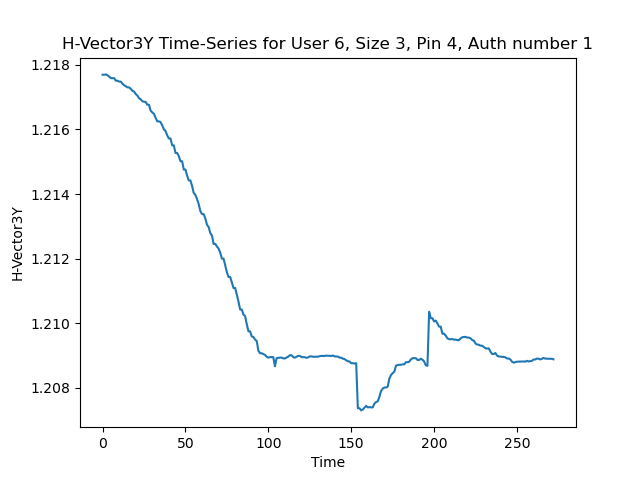 H-Vector3Y Time-Series for User 6, Size 3, Pin 4, Auth number 1
1.218
1.216
1.214
1.212
1.210
1.208
H-Vector3Y
0 50 100 150 200 250
Time